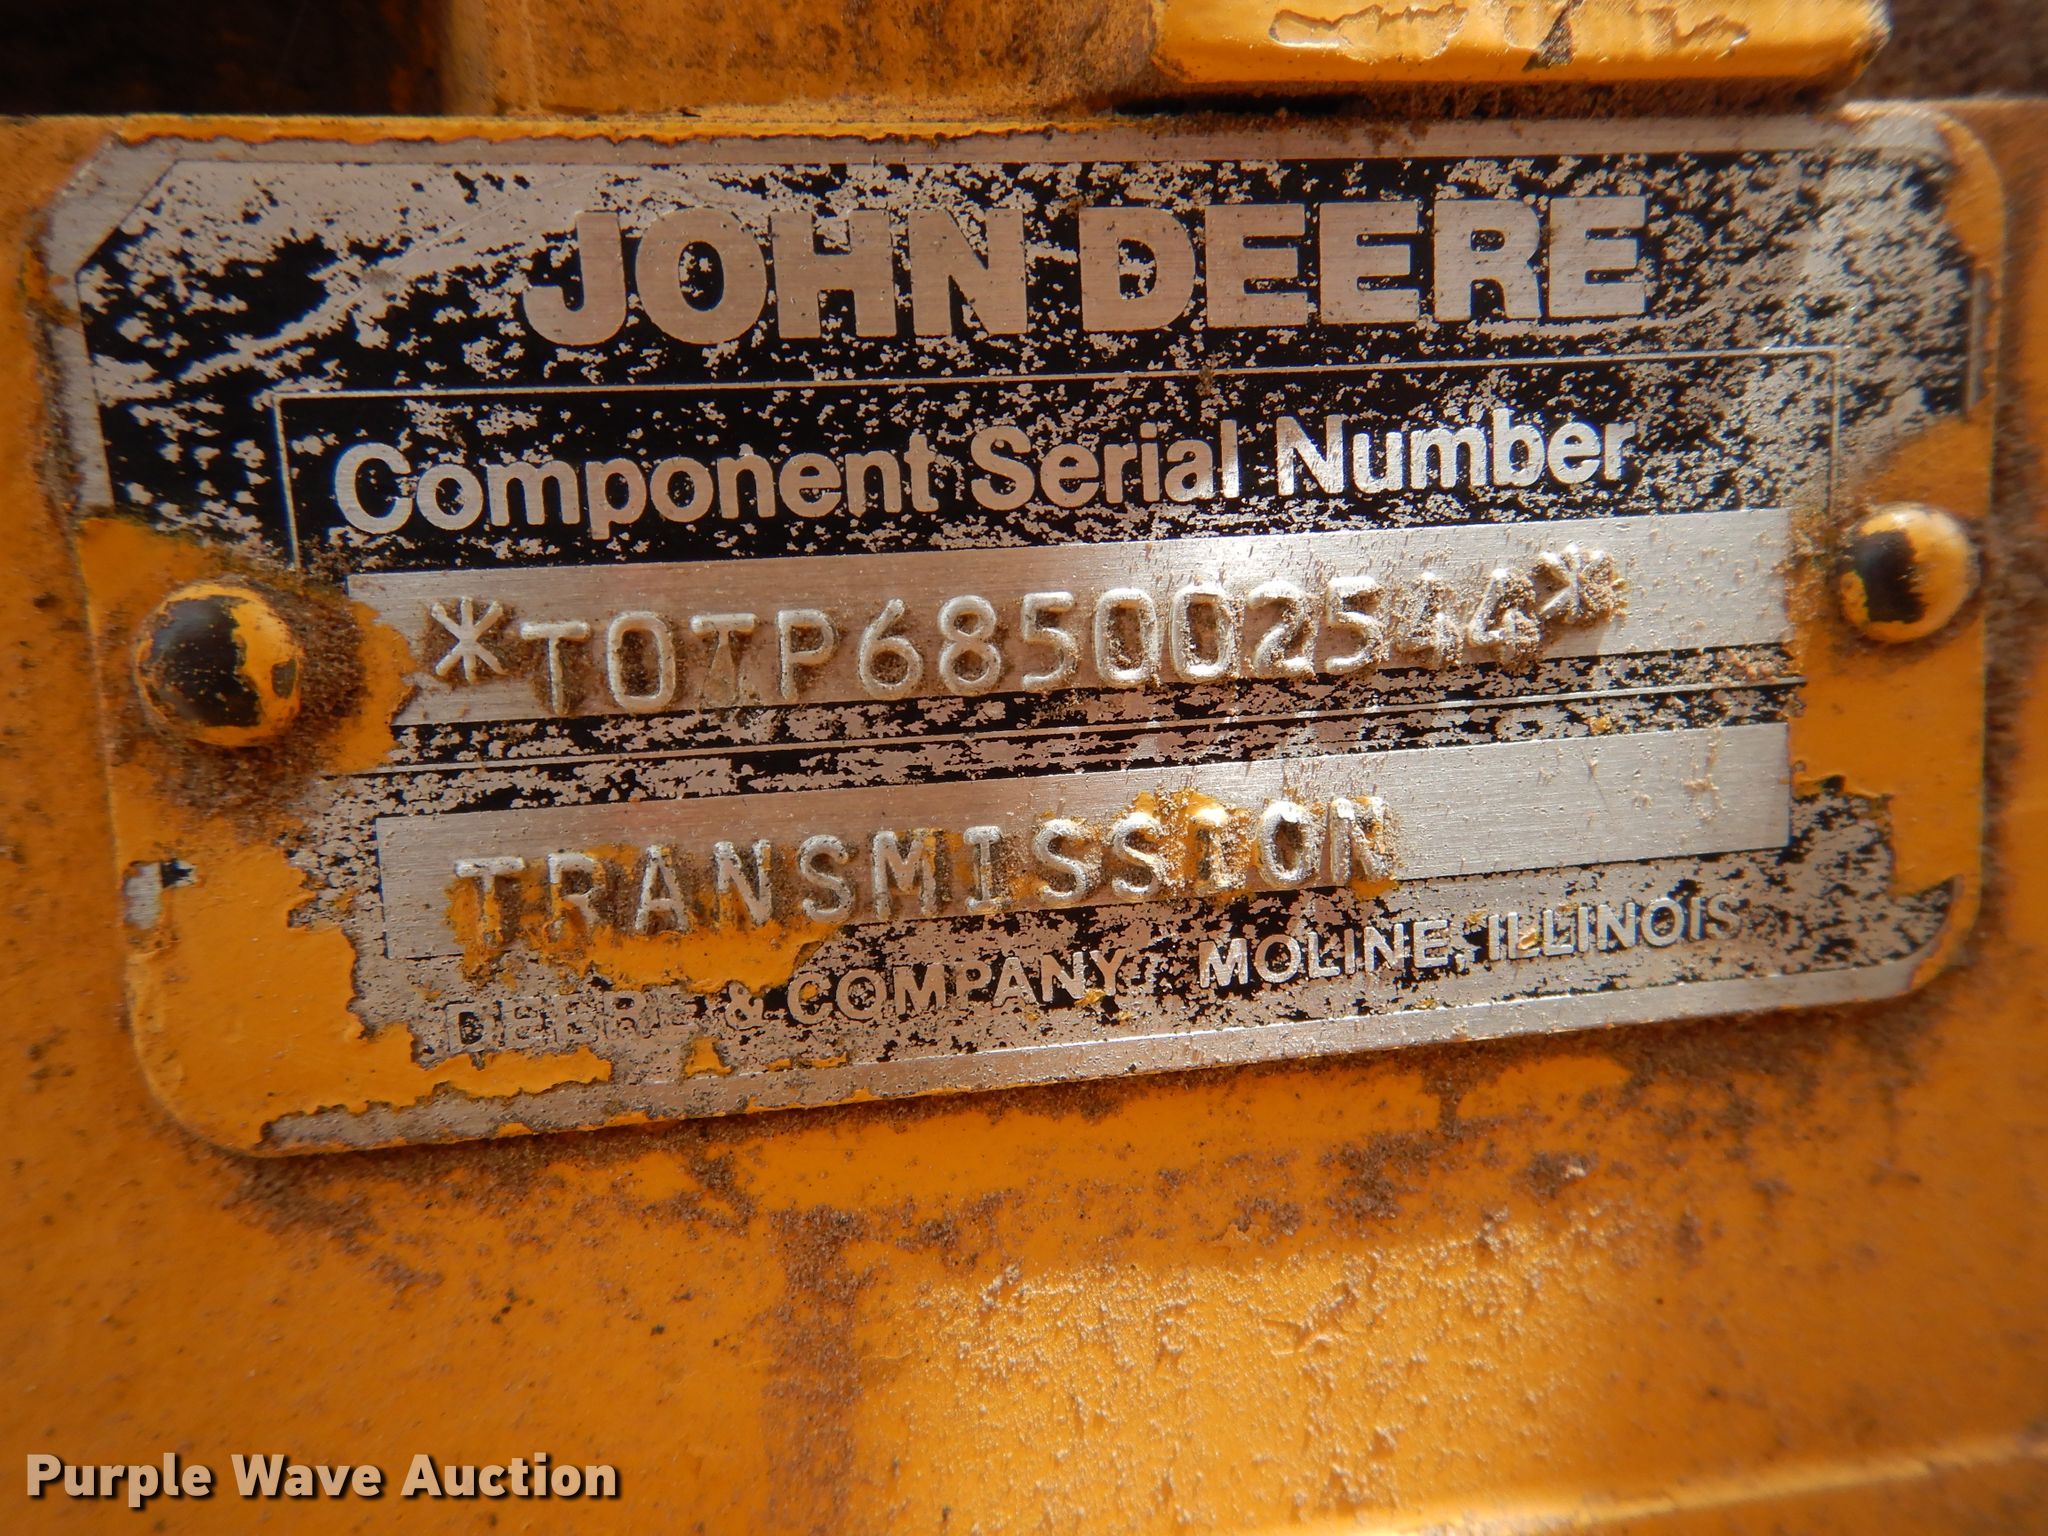 JOHN DEERE
Component Serial Number
*T0TP685002544*
TRANSMISSION
DEERE & COMPANY, MOLINE, ILLINOIS
Purple Wave Auction